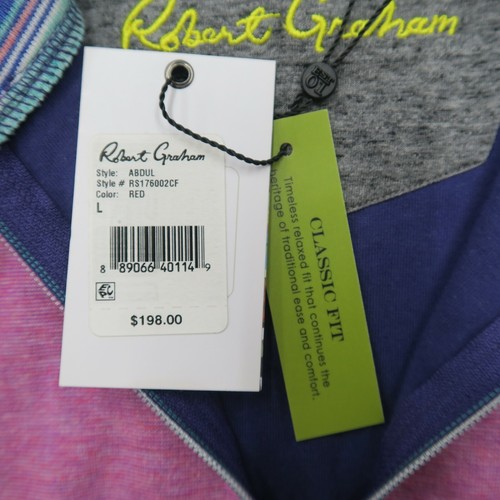 Robert Graham
Robert Graham
Style: ABDUL
Style # RS176002CF
Color: RED
L
8 89066 40114 9
$198.00
CLASSIC FIT
Timeless relaxed fit that continues the
heritage of traditional ease and comfort.